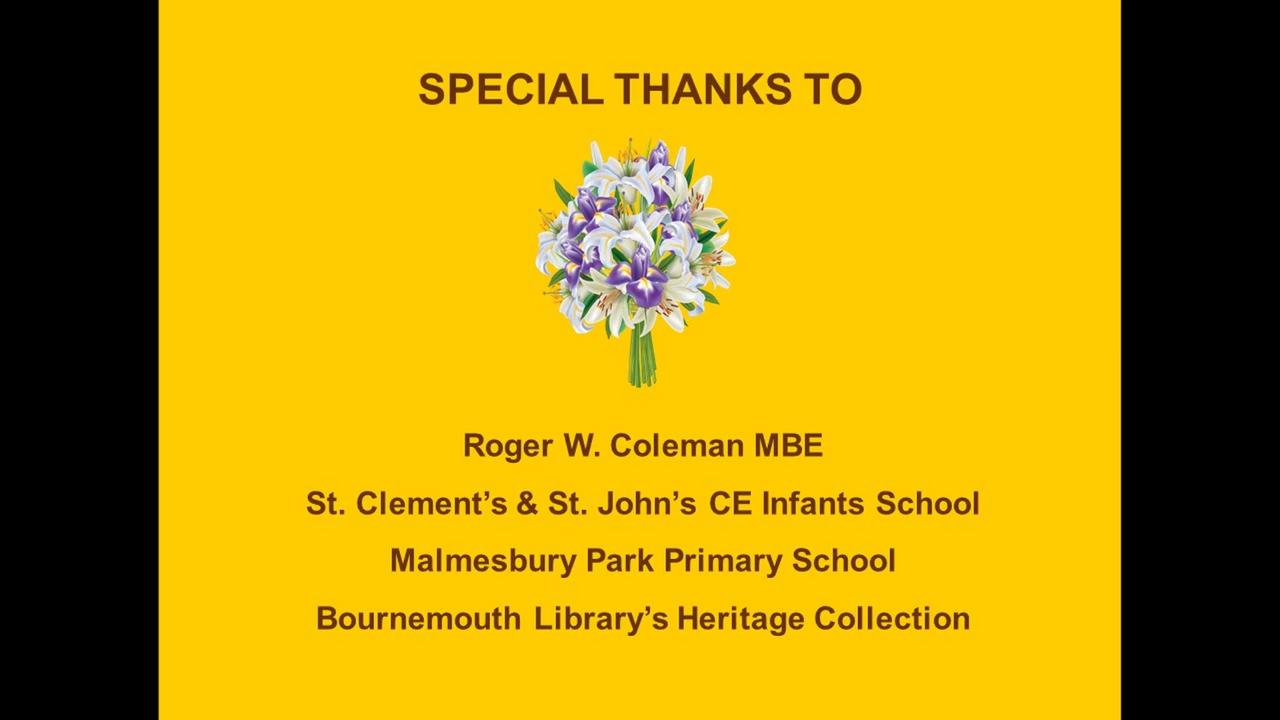 SPECIAL THANKS TO
Roger W. Coleman MBE
St. Clement’s & St. John’s CE Infants School
Malmesbury Park Primary School
Bournemouth Library’s Heritage Collection